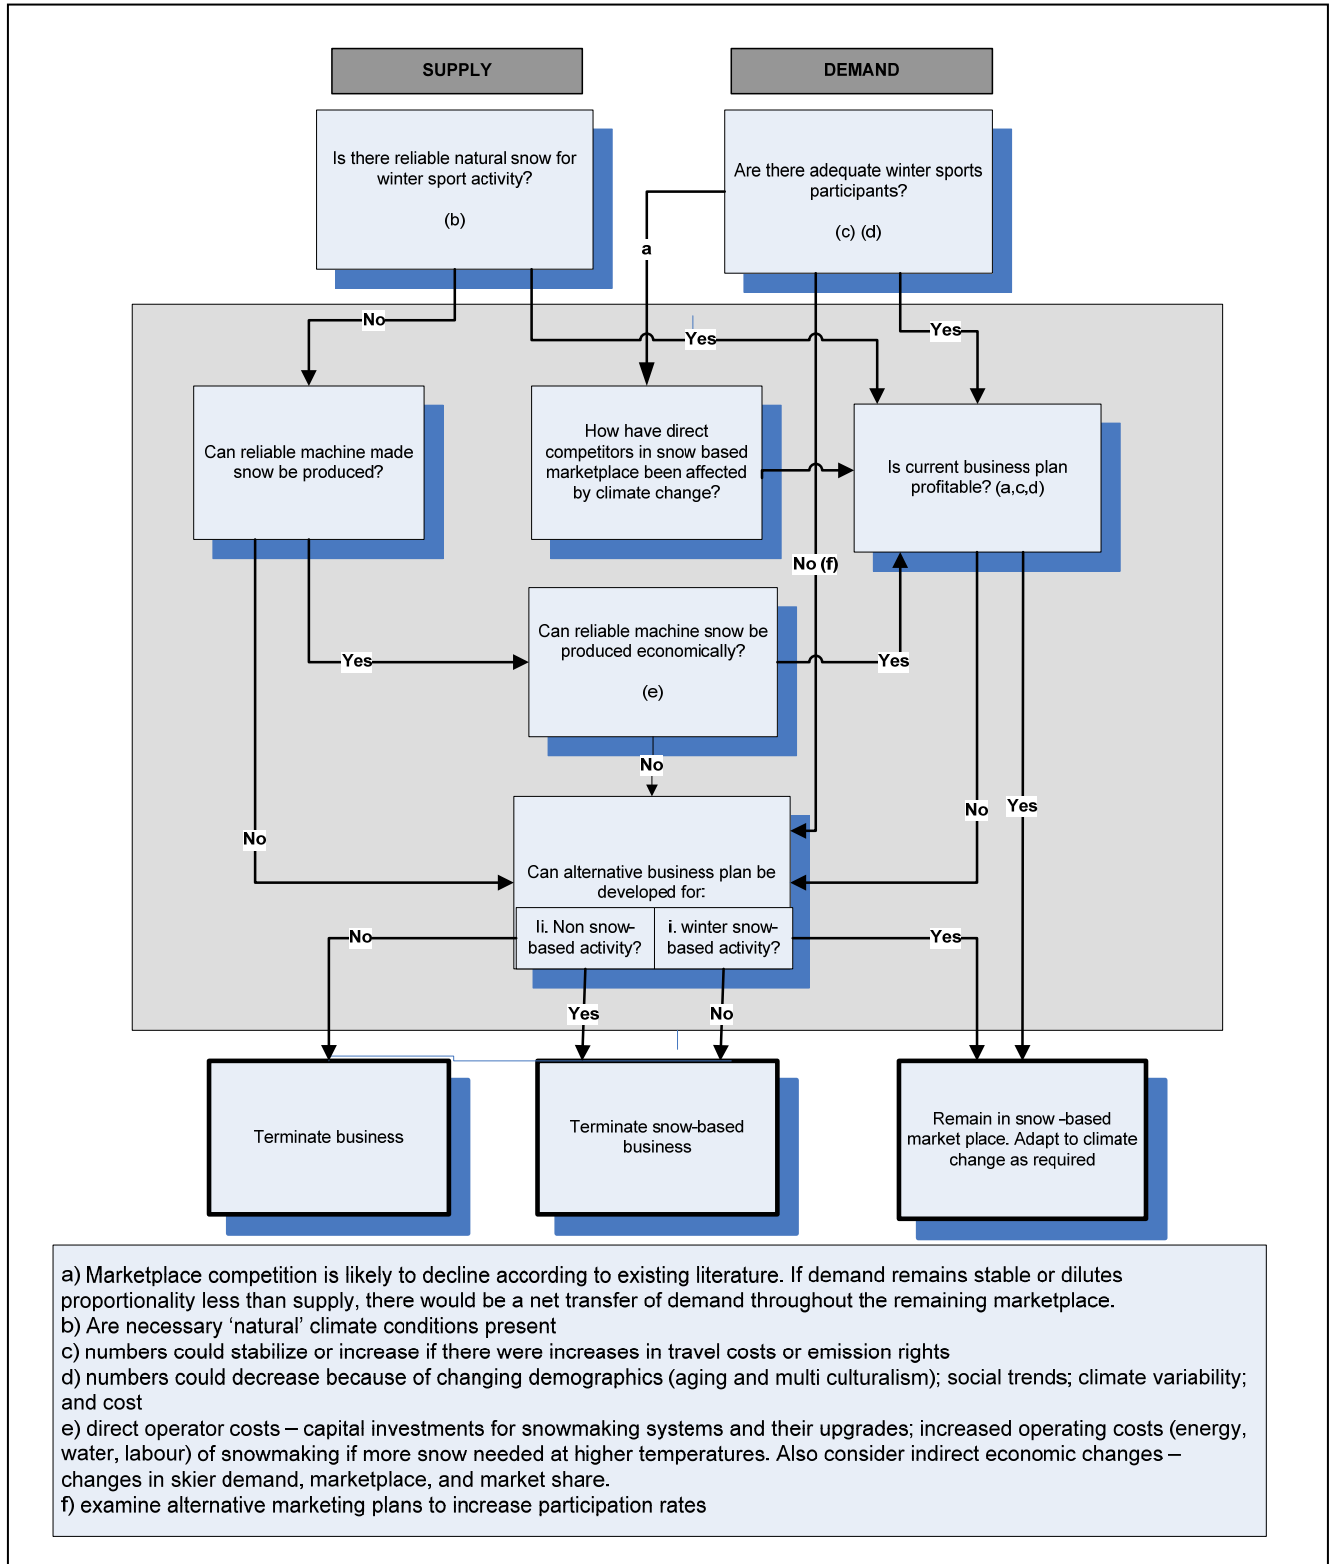 SUPPLY
DEMAND
Is there reliable natural snow for
winter sport activity?
(b)
Are there adequate winter sports
participants?
(c) (d)
a
No
Yes
Yes
Can reliable machine made
snow be produced?
How have direct
competitors in snow based
marketplace been affected
by climate change?
Is current business plan
profitable? (a,c,d)
No (f)
Can reliable machine snow be
produced economically?
(e)
Yes
Yes
No
No
Yes
No
Can alternative business plan be
developed for:
Ii. Non snow-
based activity?
i. winter snow-
based activity?
No
Yes
Yes
No
Terminate business
Terminate snow-based
business
Remain in snow -based
market place. Adapt to climate
change as required
a) Marketplace competition is likely to decline according to existing literature. If demand remains stable or dilutes
proportionality less than supply, there would be a net transfer of demand throughout the remaining marketplace.
b) Are necessary ‘natural’ climate conditions present
c) numbers could stabilize or increase if there were increases in travel costs or emission rights
d) numbers could decrease because of changing demographics (aging and multi culturalism); social trends; climate variability;
and cost
e) direct operator costs – capital investments for snowmaking systems and their upgrades; increased operating costs (energy,
water, labour) of snowmaking if more snow needed at higher temperatures. Also consider indirect economic changes –
changes in skier demand, marketplace, and market share.
f) examine alternative marketing plans to increase participation rates